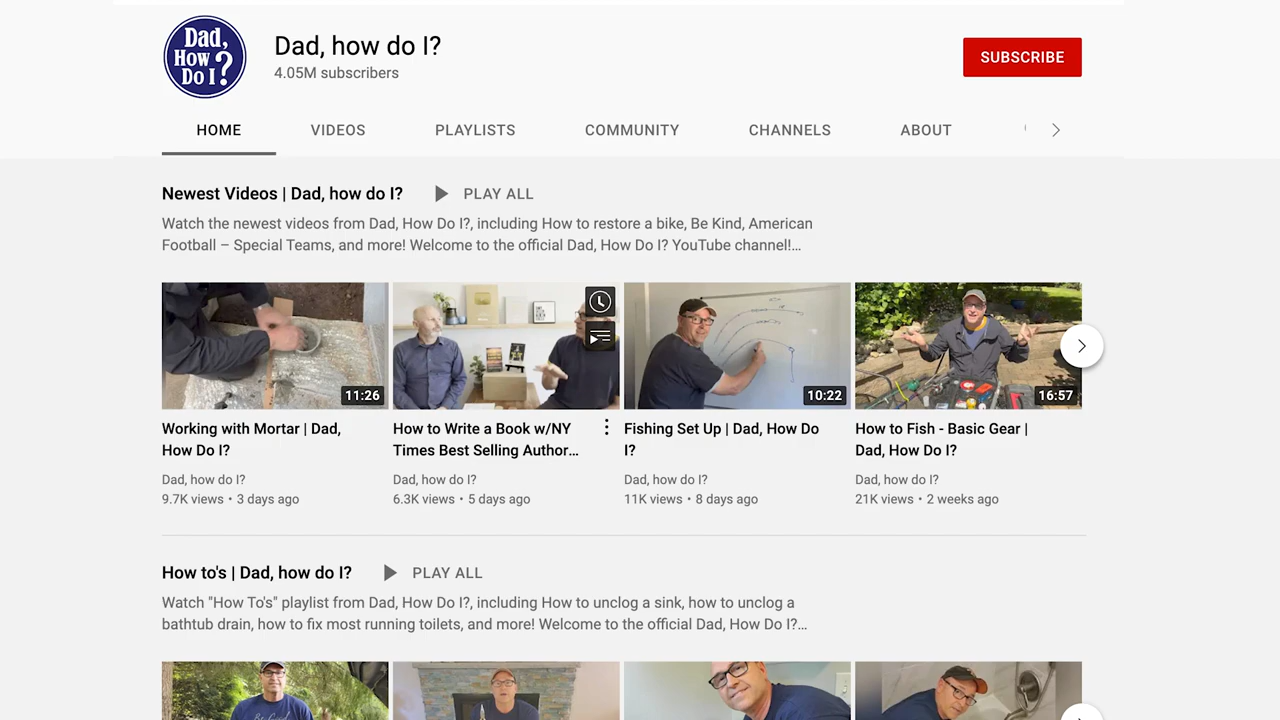 Dad,
How
Do I?
Dad, how do I?
4.05M subscribers
SUBSCRIBE
HOME VIDEOS PLAYLISTS COMMUNITY CHANNELS ABOUT
Newest Videos | Dad, how do I? PLAY ALL
Watch the newest videos from Dad, How Do I?, including How to restore a bike, Be Kind, American
Football – Special Teams, and more! Welcome to the official Dad, How Do I? YouTube channel!...
11:26
10:22
16:57
Working with Mortar | Dad,
How Do I?
Dad, how do I?
9.7K views • 3 days ago
How to Write a Book w/NY
Times Best Selling Author...
Dad, how do I?
6.3K views • 5 days ago
Fishing Set Up | Dad, How Do
I?
Dad, how do I?
11K views • 8 days ago
How to Fish - Basic Gear |
Dad, How Do I?
Dad, how do I?
21K views • 2 weeks ago
How to's | Dad, how do I? PLAY ALL
Watch "How To's" playlist from Dad, How Do I?, including How to unclog a sink, how to unclog a
bathtub drain, how to fix most running toilets, and more! Welcome to the official Dad, How Do I?...